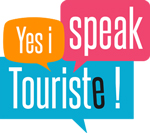 Yes i
speak
Touriste !